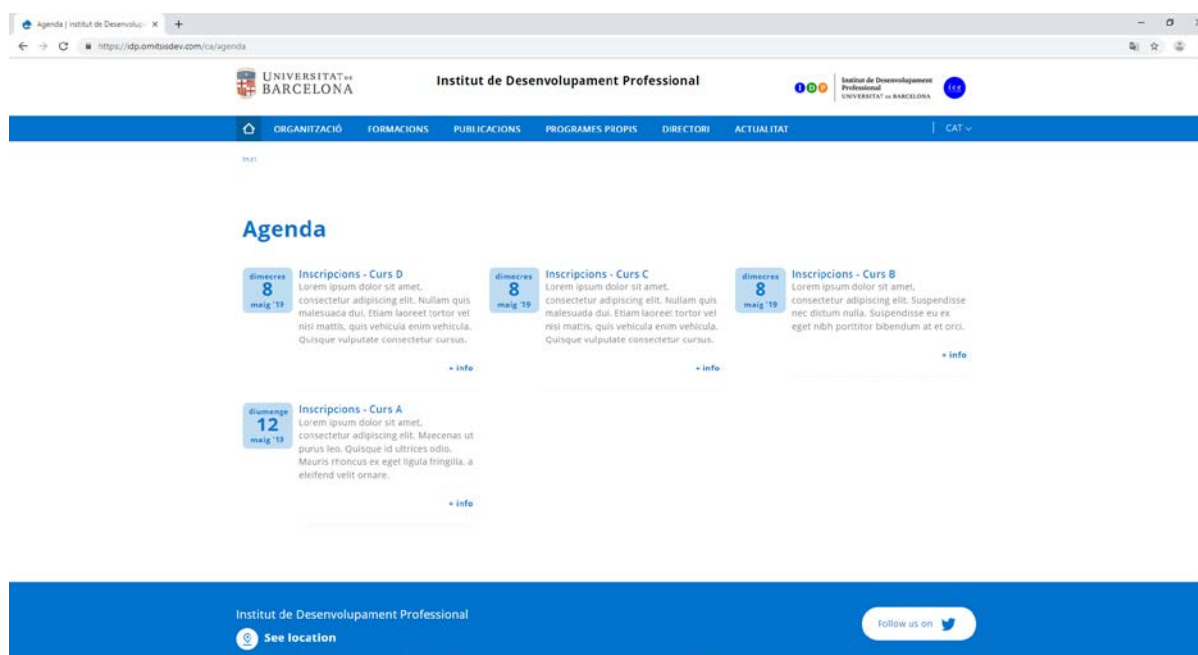 Agenda | Institut de Desenvolup
https://idp.omitsisdev.com/ca/agenda
UNIVERSITAT DE
BARCELONA
Institut de Desenvolupament Professional
IDP
Institut de Desenvolupament
Professional
UNIVERSITAT DE BARCELONA
ice
ORGANITZACIÓ FORMACIONS PUBLICACIONS PROGRAMES PROPIS DIRECTORI ACTUALITAT | CAT
Inici
Agenda
dimecres
8
maig '19
Inscripcions - Curs D
Lorem ipsum dolor sit amet,
consectetur adipiscing elit. Nullam quis
malesuada dui. Etiam laoreet tortor vel
nisi mattis, quis vehicula enim vehicula.
Quisque vulputate consectetur cursus.
+ info
dimecres
8
maig '19
Inscripcions - Curs C
Lorem ipsum dolor sit amet,
consectetur adipiscing elit. Nullam quis
malesuada dui. Etiam laoreet tortor vel
nisi mattis, quis vehicula enim vehicula.
Quisque vulputate consectetur cursus.
+ info
dimecres
8
maig '19
Inscripcions - Curs B
Lorem ipsum dolor sit amet,
consectetur adipiscing elit. Suspendisse
nec dictum nulla. Suspendisse eu ex
eget nibh porttitor bibendum at et orci.
+ info
diumenge
12
maig '19
Inscripcions - Curs A
Lorem ipsum dolor sit amet,
consectetur adipiscing elit. Maecenas ut
purus leo. Quisque id ultrices odio.
Mauris rhoncus ex eget ligula fringilla, a
eleifend velit ornare.
+ info
Institut de Desenvolupament Professional
See location
Follow us on